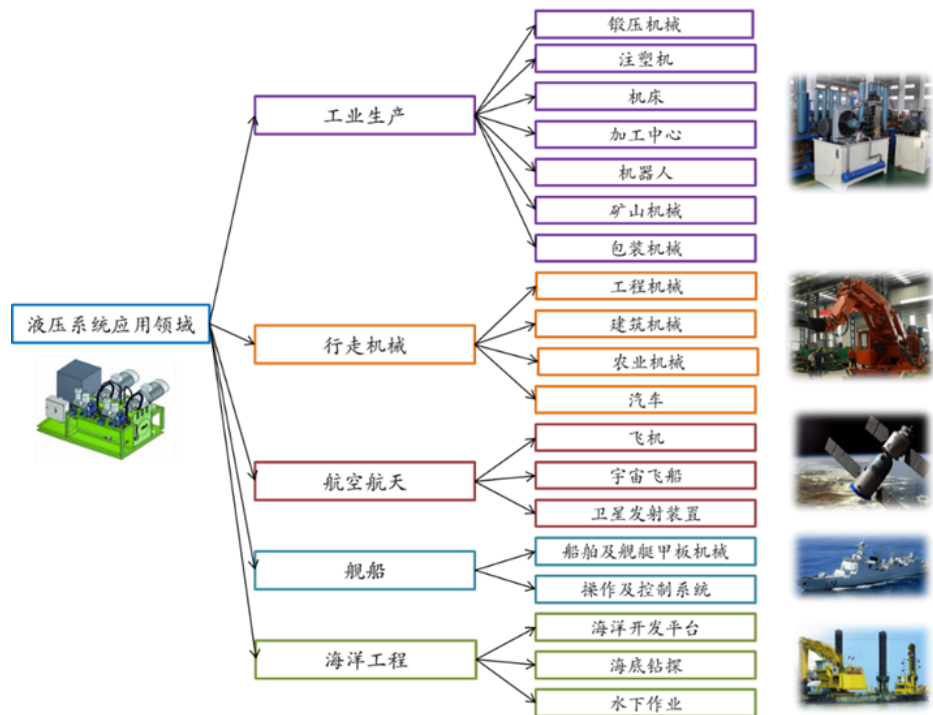 液压系统应用领域
工业生产
锻压机械
注塑机
机床
加工中心
机器人
矿山机械
包装机械
行走机械
工程机械
建筑机械
农业机械
汽车
航空航天
飞机
宇宙飞船
卫星发射装置
舰船
船舶及舰艇甲板机械
操作及控制系统
海洋工程
海洋开发平台
海底钻探
水下作业